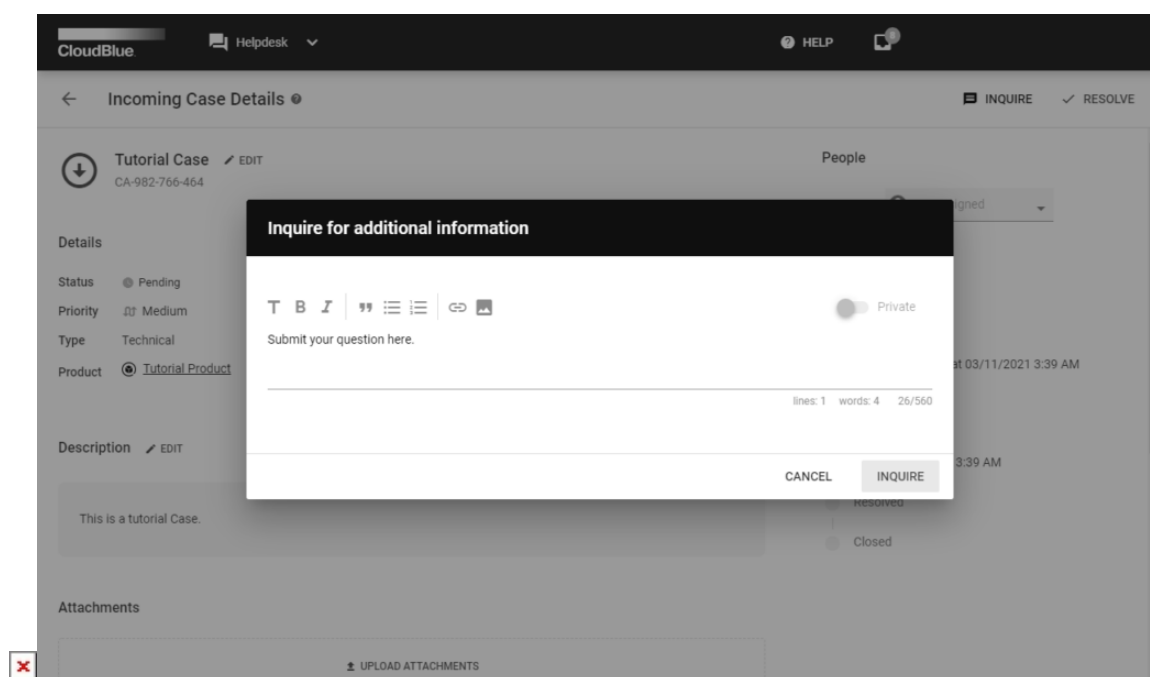 CloudBlue.
Helpdesk
HELP
Incoming Case Details
INQUIRE
RESOLVE
Tutorial Case
EDIT
CA-982-766-464
People
Inquire for additional information
Details
Status Pending
Priority Medium
Type Technical
Product Tutorial Product
T B I
Private
Submit your question here.
at 03/11/2021 3:39 AM
lines: 1 words: 4 26/560
Description
EDIT
3:39 AM
CANCEL
INQUIRE
Resolved
This is a tutorial Case.
Closed
Attachments
UPLOAD ATTACHMENTS